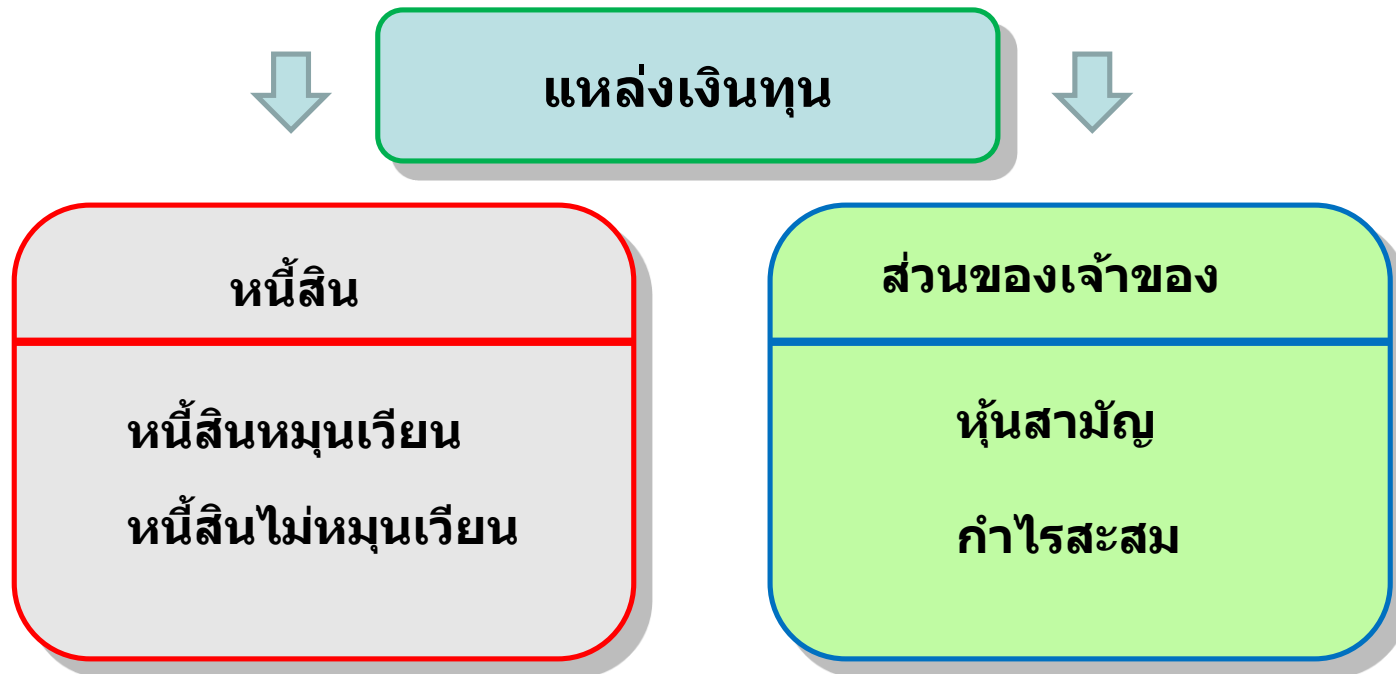 แหล่งเงินทุน
หนี้สิน
หนี้สินหมุนเวียน
หนี้สินไม่หมุนเวียน
ส่วนของเจ้าของ
หุ้นสามัญ
กำไรสะสม